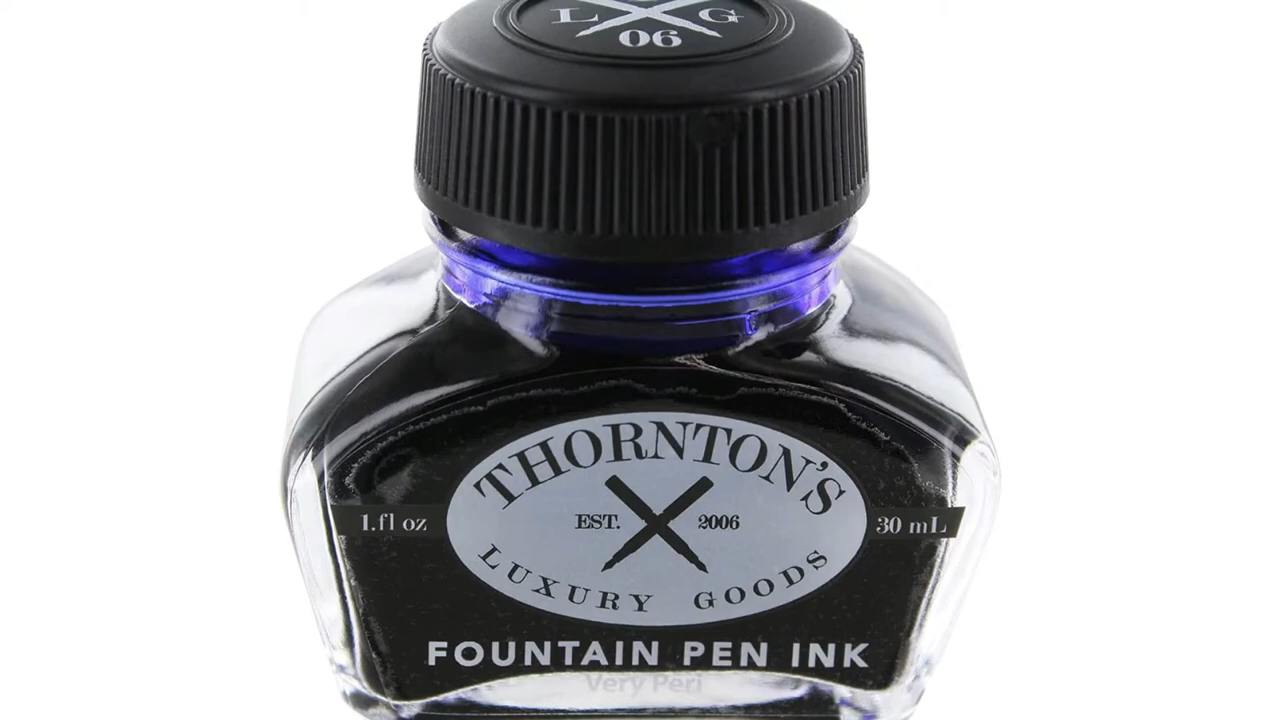 L G
06
THORNTON'S
1.fl oz EST. 2006 30 mL
LUXURY GOODS
FOUNTAIN PEN INK
Very Peri